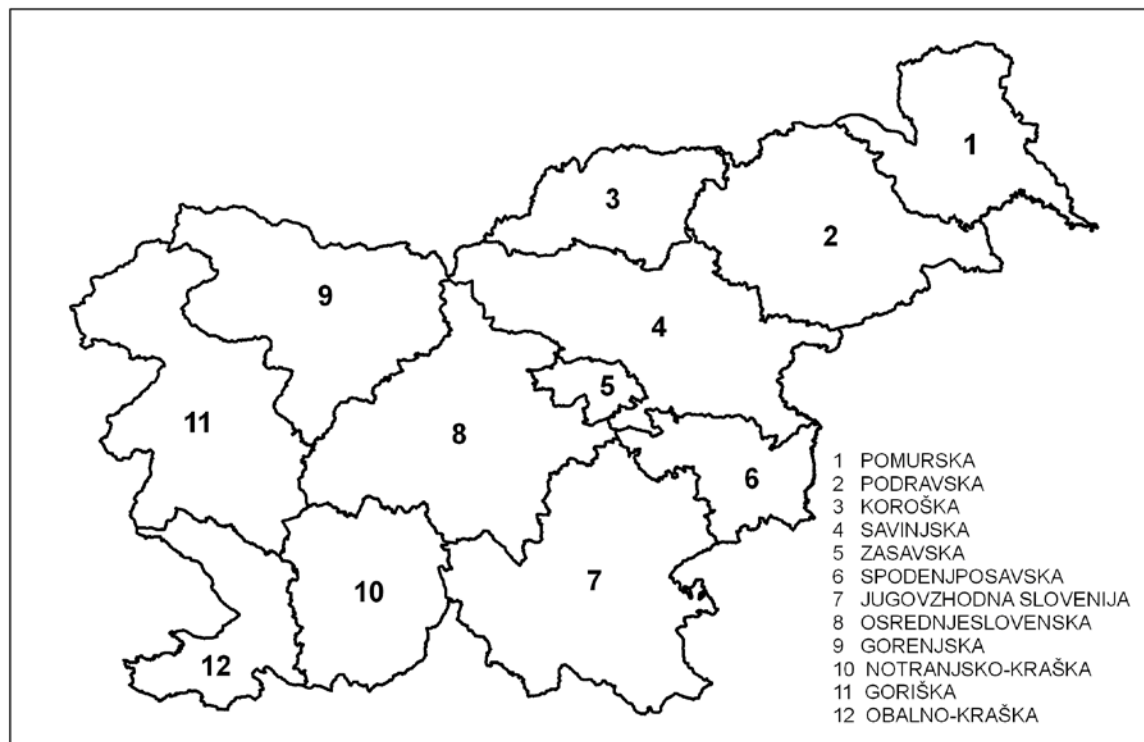 1
3
2
9
4
5
11
8
6
10
7
12
1 POMURSKA
2 PODRAVSKA
3 KOROŠKA
4 SAVINJSKA
5 ZASAVSKA
6 SPODENJPOSAVSKA
7 JUGOVZHODNA SLOVENIJA
8 OSREDNJESLOVENSKA
9 GORENJSKA
10 NOTRANJSKO-KRAŠKA
11 GORIŠKA
12 OBALNO-KRAŠKA